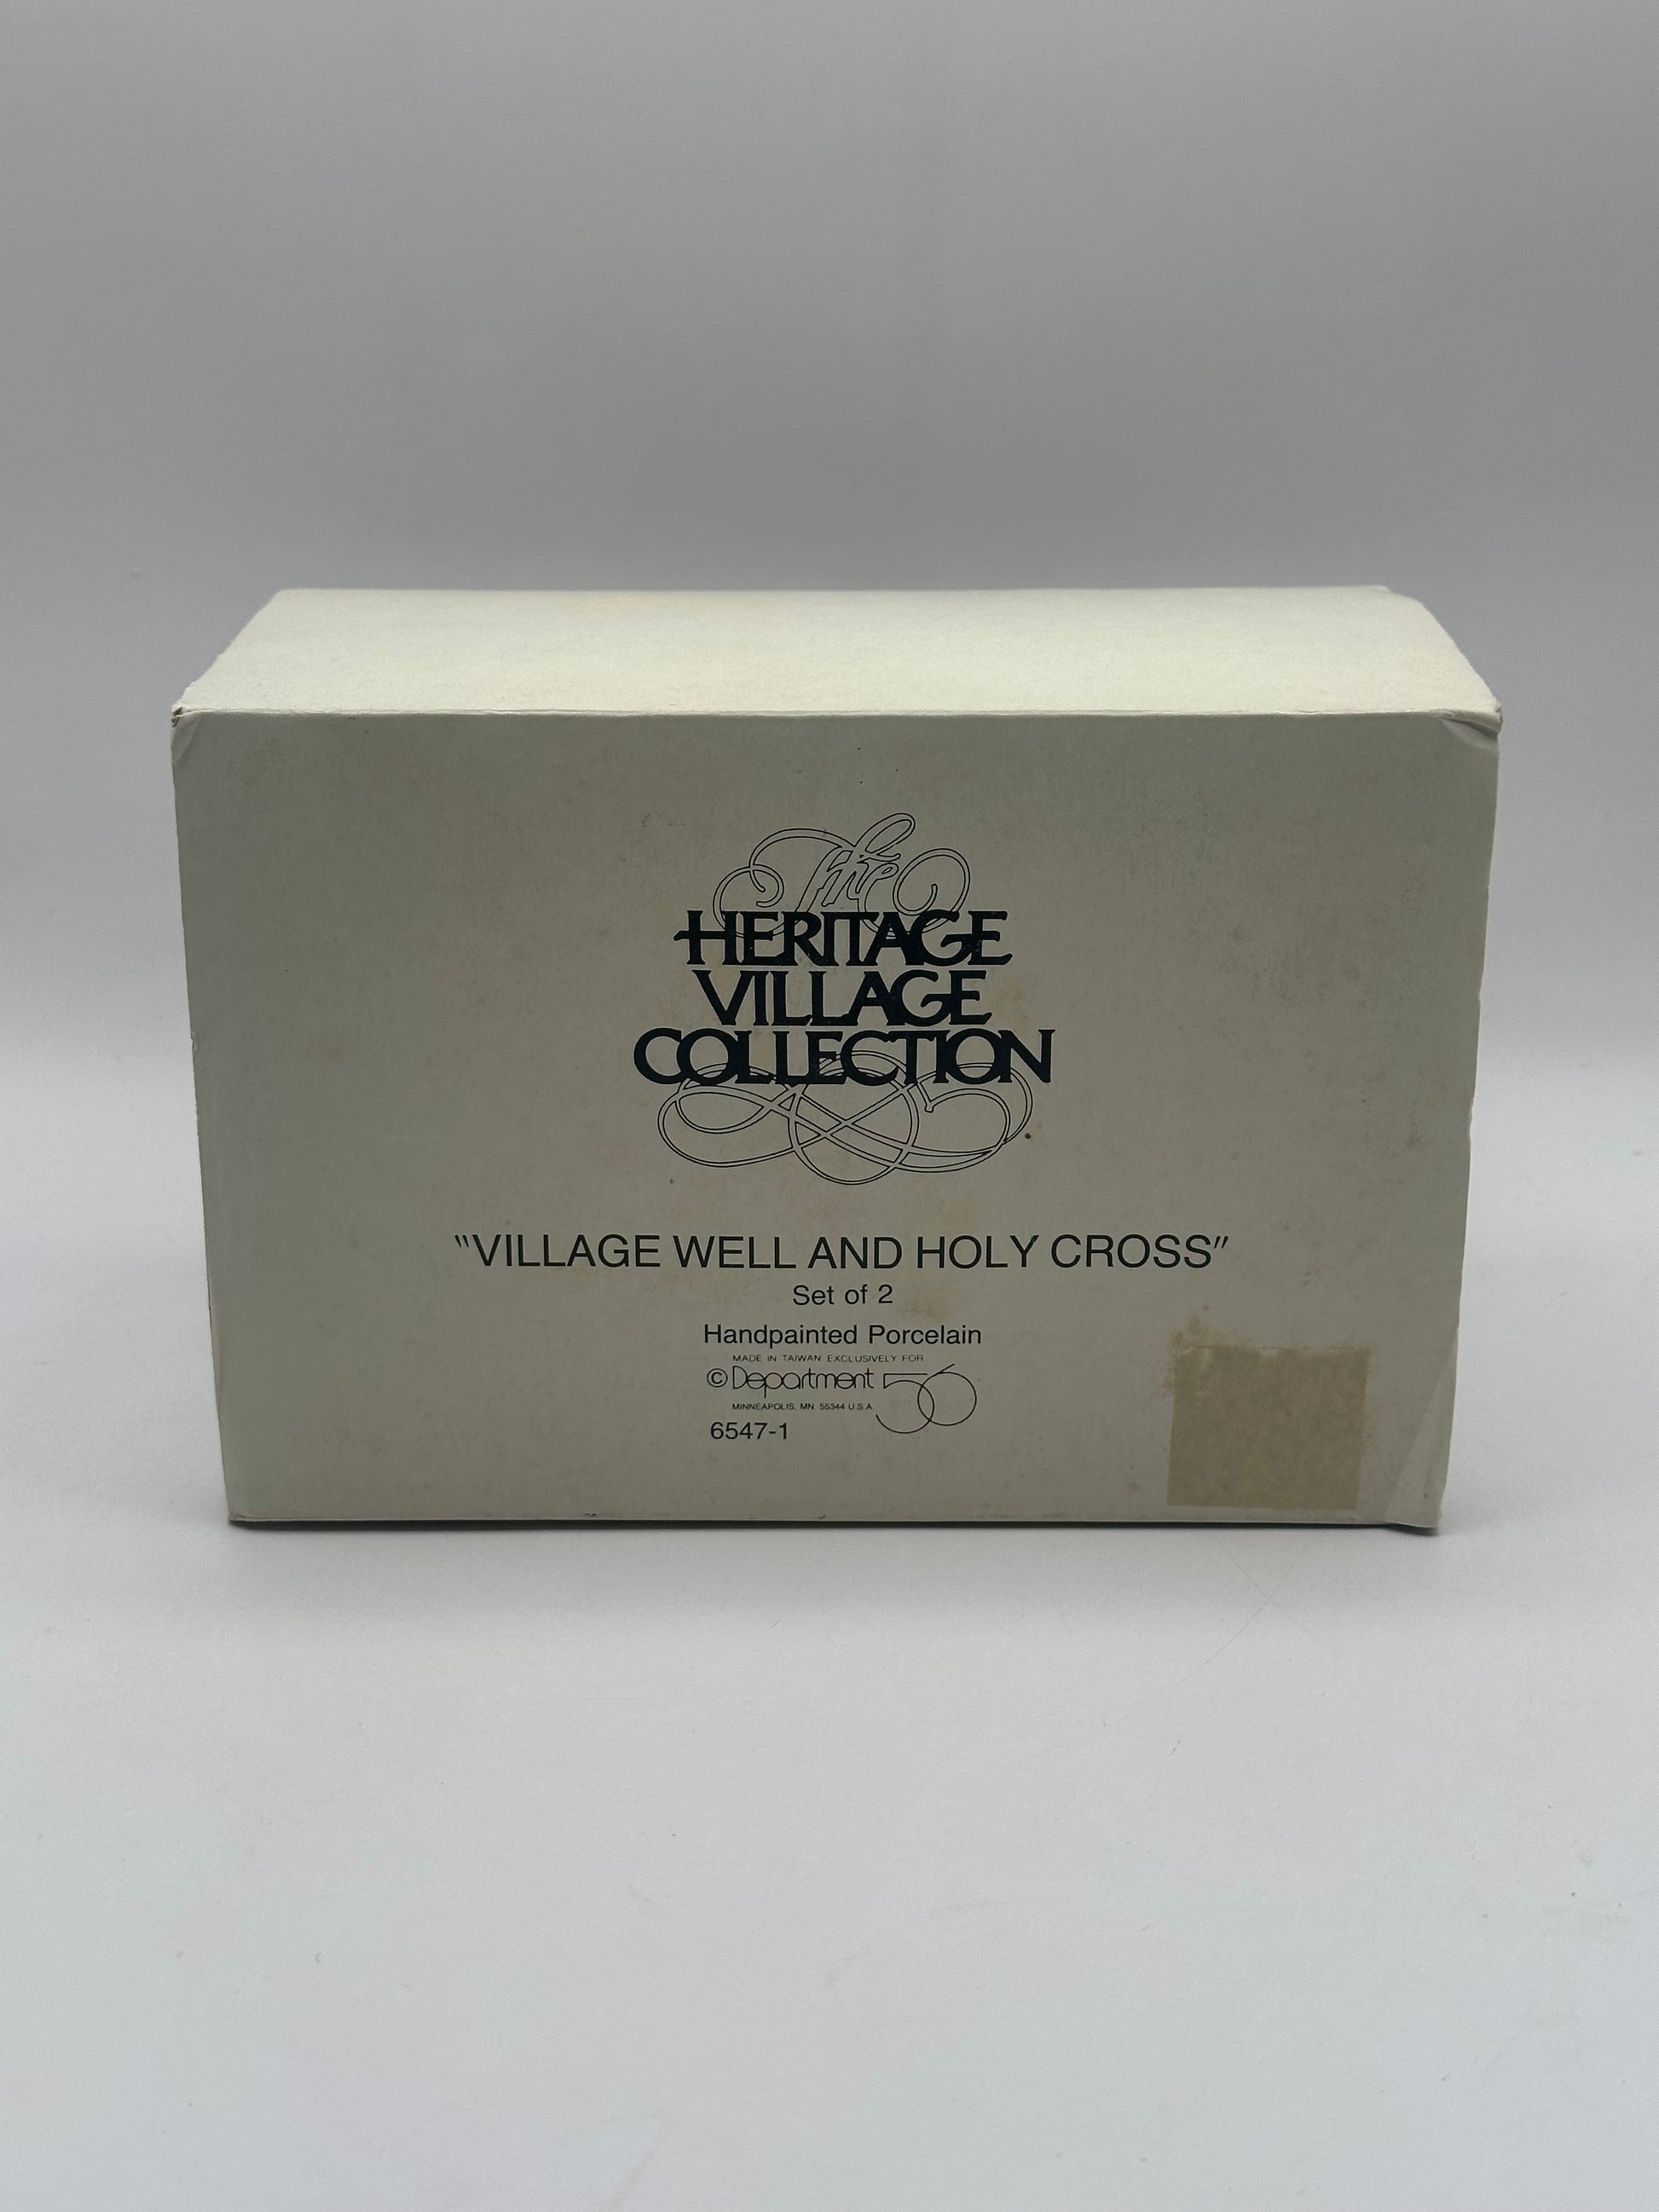 The
HERITAGE
VILLAGE
COLLECTION
"VILLAGE WELL AND HOLY CROSS"
Set of 2
Handpainted Porcelain
MADE IN TAIWAN EXCLUSIVELY FOR
© Department 56
MINNEAPOLIS, MN 55344 U.S.A.
6547-1